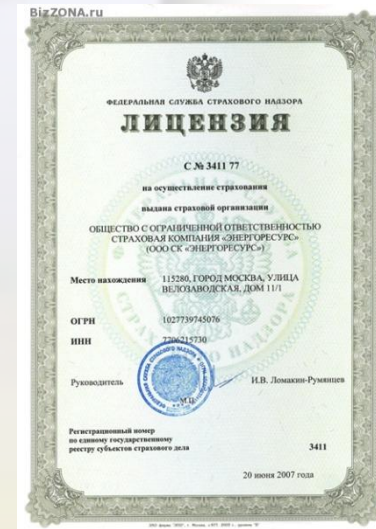 BizZONA.ru
ФЕДЕРАЛЬНАЯ СЛУЖБА СТРАХОВОГО НАДЗОРА
ЛИЦЕНЗИЯ
С № 3411 77
на осуществление страхования
выдана страховой организации
ОБЩЕСТВО С ОГРАНИЧЕННОЙ ОТВЕТСТВЕННОСТЬЮ
СТРАХОВАЯ КОМПАНИЯ «ЭНЕРГОРЕСУРС»
(ООО СК «ЭНЕРГОРЕСУРС»)
Место нахождения 115280, ГОРОД МОСКВА, УЛИЦА
ВЕЛОЗАВОДСКАЯ, ДОМ 11/1
ОГРН 1027739745076
ИНН 7706215730
Руководитель И.В. Ломакин-Румянцев
М.П.
Регистрационный номер
по единому государственному
реестру субъектов страхового дела 3411
20 июня 2007 года